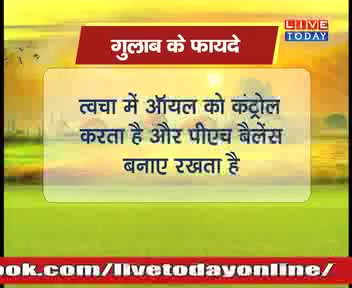 LIVE
TODAY
गुलाब के फायदे
त्वचा में ऑयल को कंट्रोल
करता है और पीएच बैलेंस
बनाए रखता है
ook.com/livetodayonline/